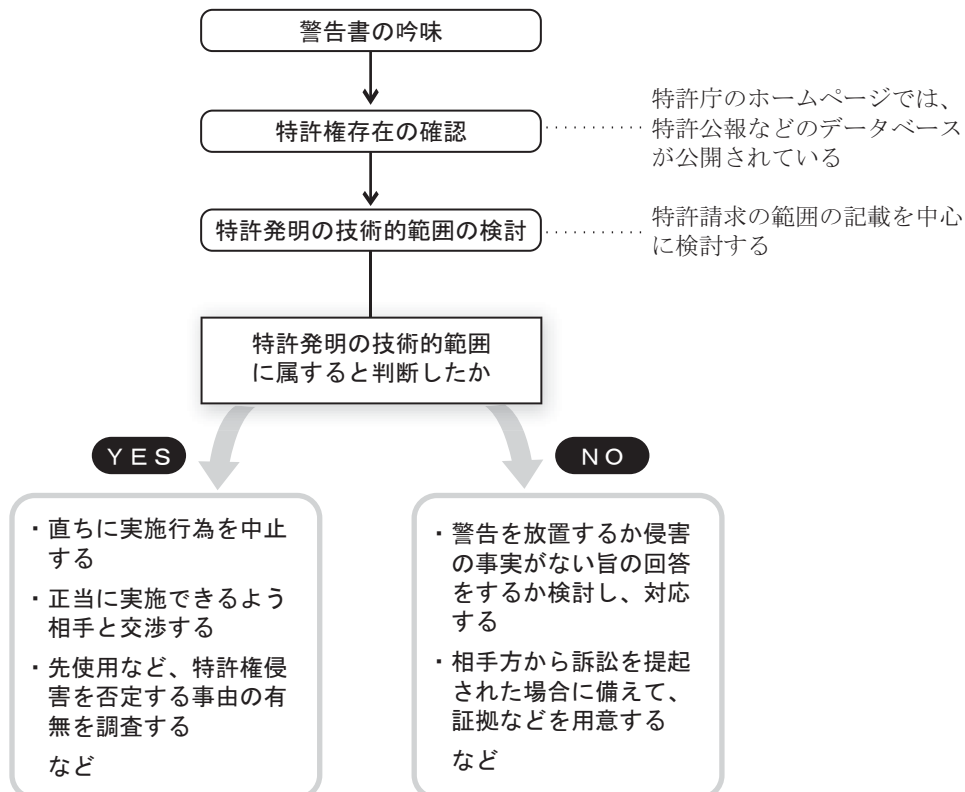 警告書の吟味
特許権存在の確認
特許庁のホームページでは、
特許公報などのデータベース
が公開されている
特許発明の技術的範囲の検討
特許請求の範囲の記載を中心
に検討する
特許発明の技術的範囲
に属すると判断したか
YES
・直ちに実施行為を中止
する
・正当に実施できるよう
相手と交渉する
・先使用など、特許権侵
害を否定する事由の有
無を調査する
など
NO
・警告を放置するか侵害
の事実がない旨の回答
をするか検討し、対応
する
・相手方から訴訟を提起
された場合に備えて、
証拠などを用意する
など